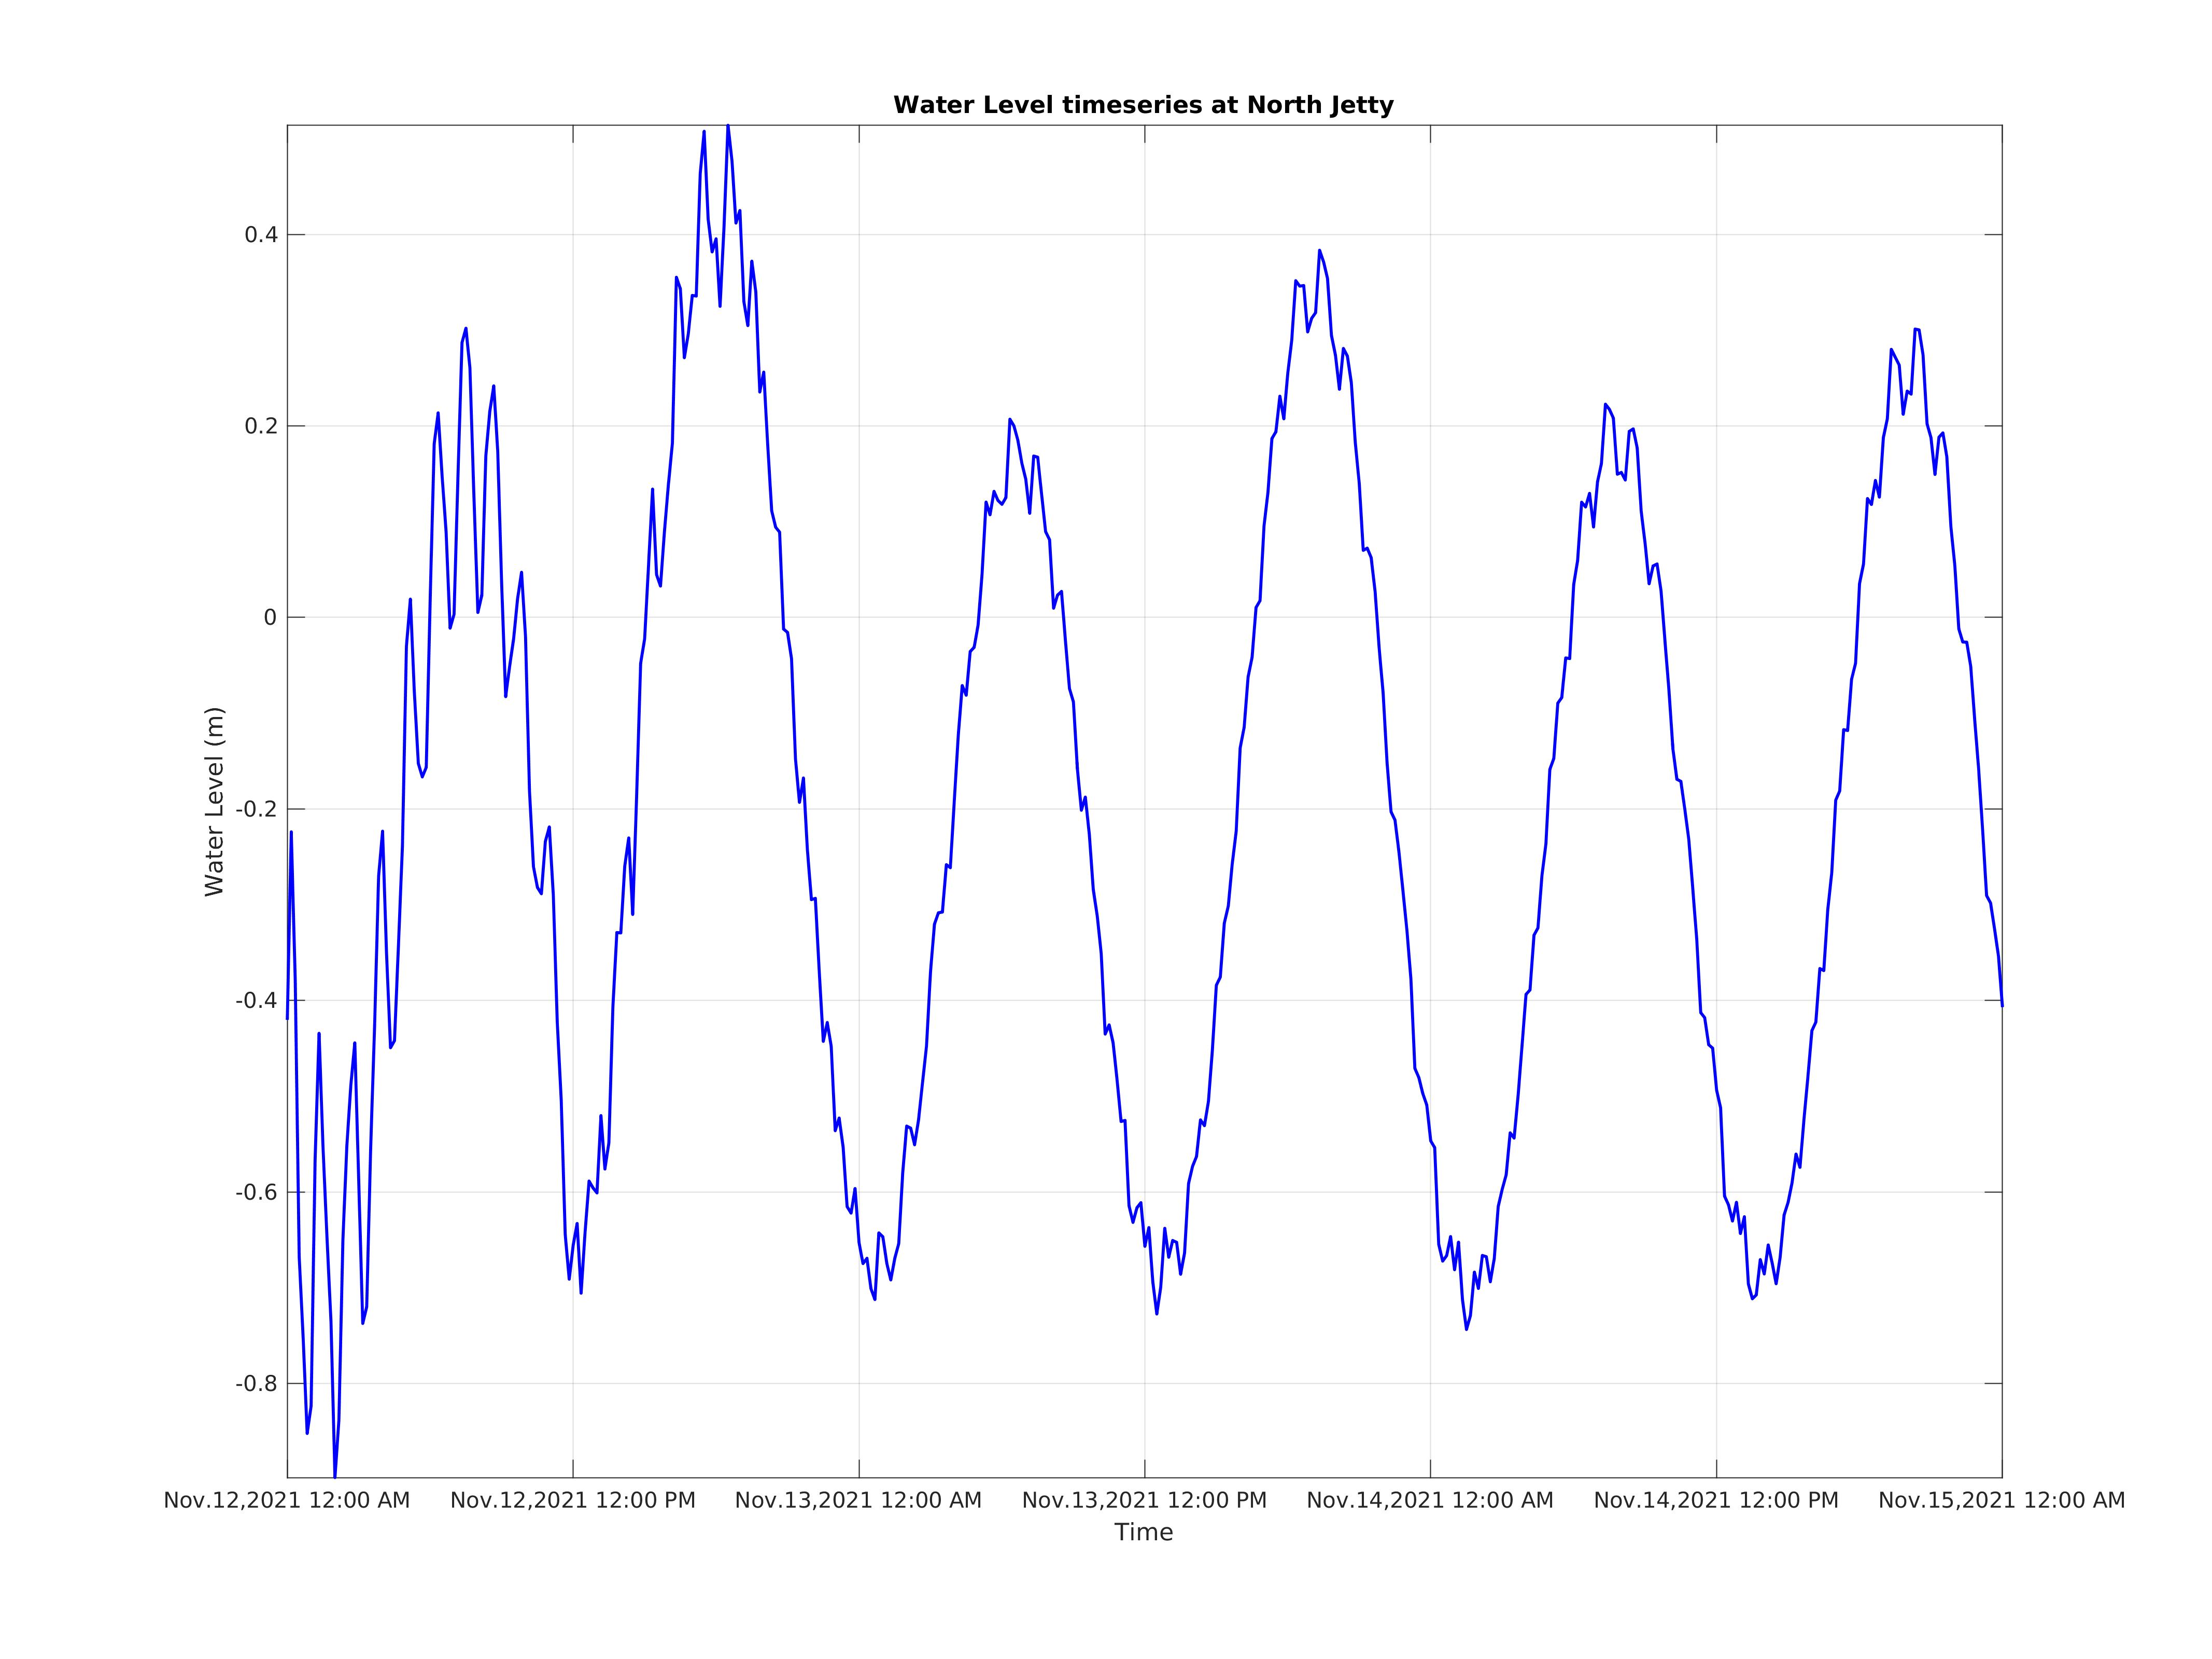 Water Level timeseries at North Jetty
0.4
0.2
0
-0.2
-0.4
-0.6
-0.8
Water Level (m)
Nov.12,2021 12:00 AM Nov.12,2021 12:00 PM Nov.13,2021 12:00 AM Nov.13,2021 12:00 PM Nov.14,2021 12:00 AM Nov.14,2021 12:00 PM Nov.15,2021 12:00 AM
Time